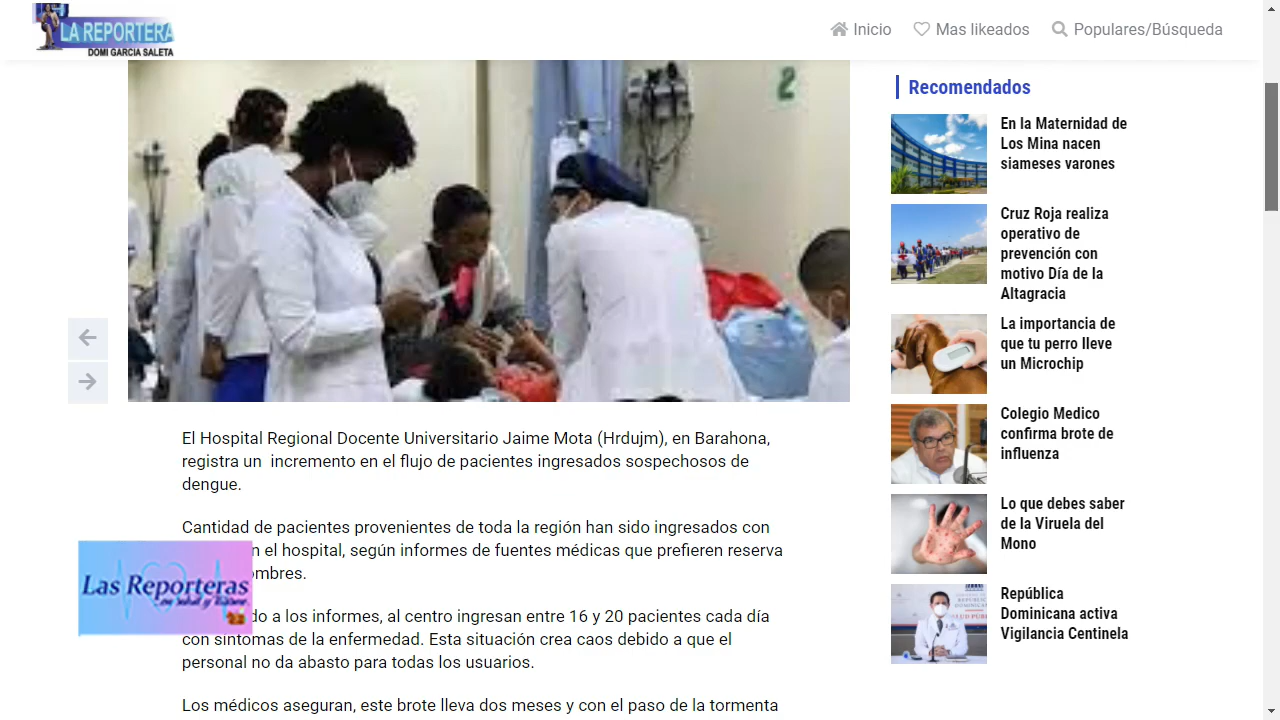 LA REPORTERA
DOMI GARCIA SALETA
Inicio
Mas likeados
Populares/Búsqueda
2
El Hospital Regional Docente Universitario Jaime Mota (Hrdujm), en Barahona,
registra un incremento en el flujo de pacientes ingresados sospechosos de
dengue.
Cantidad de pacientes provenientes de toda la región han sido ingresados con
n el hospital, según informes de fuentes médicas que prefieren reserva
ombres.
os informes, al centro ingresan entre 16 y 20 pacientes cada día
con síntomas de la enfermedad. Esta situación crea caos debido a que el
personal no da abasto para todas los usuarios.
Los médicos aseguran, este brote lleva dos meses y con el paso de la tormenta
Las Reporteras
Recomendados
En la Maternidad de
Los Mina nacen
siameses varones
Cruz Roja realiza
operativo de
prevención con
motivo Día de la
Altagracia
La importancia de
que tu perro lleve
un Microchip
Colegio Medico
confirma brote de
influenza
Lo que debes saber
de la Viruela del
Mono
República
Dominicana activa
Vigilancia Centinela